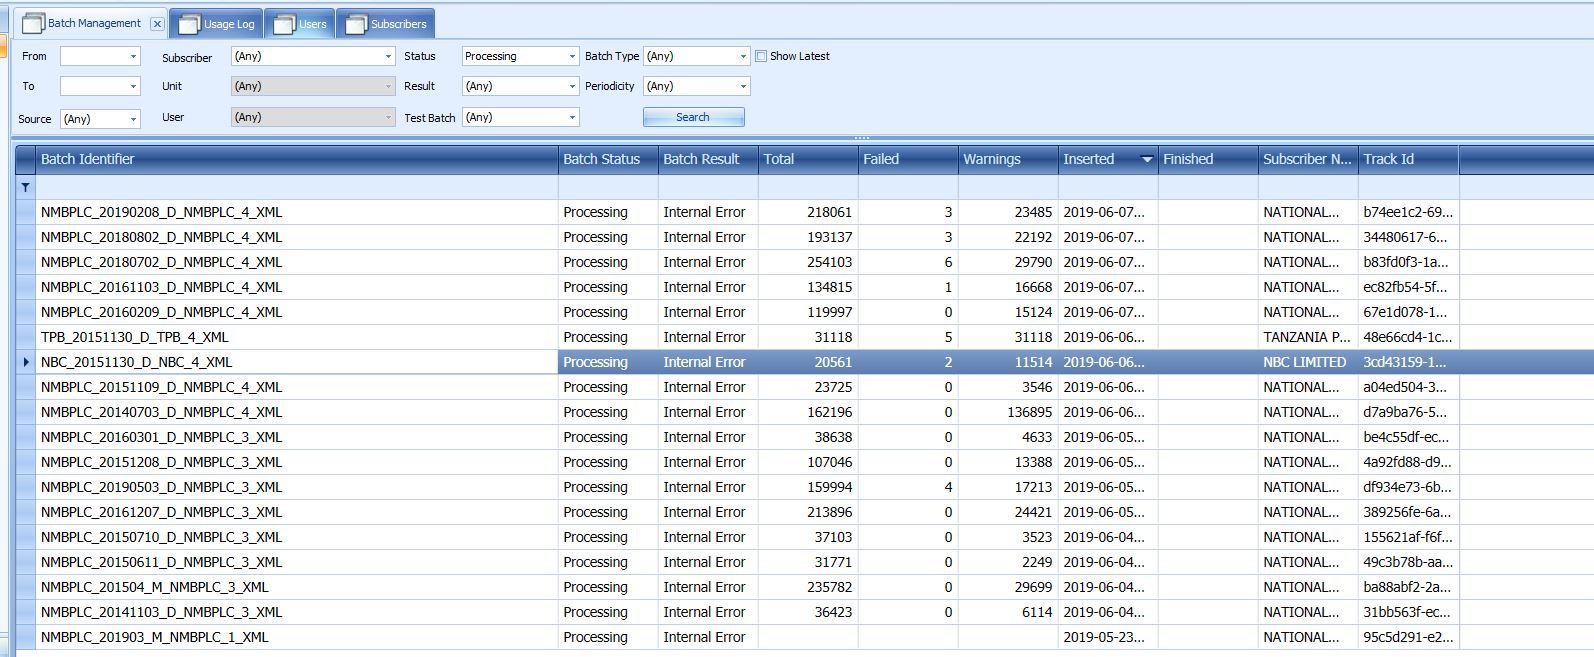 Batch Management Usage Log Users Subscribers
From Subscriber (Any) Status Processing Batch Type (Any) Show Latest
To Unit (Any) Result (Any) Periodicity (Any)
Source (Any) User (Any) Test Batch (Any) Search
Batch Identifier Batch Status Batch Result Total Failed Warnings Inserted Finished Subscriber N... Track Id
NMBPLC_20190208_D_NMBPLC_4_XML Processing Internal Error 218061 3 23485 2019-06-07... NATIONAL... b74ee1c2-69...
NMBPLC_20180802_D_NMBPLC_4_XML Processing Internal Error 193137 3 22192 2019-06-07... NATIONAL... 34480617-6...
NMBPLC_20180702_D_NMBPLC_4_XML Processing Internal Error 254103 6 29790 2019-06-07... NATIONAL... b83fd0f3-1a...
NMBPLC_20161103_D_NMBPLC_4_XML Processing Internal Error 134815 1 16668 2019-06-07... NATIONAL... ec82fb54-5f...
NMBPLC_20160209_D_NMBPLC_4_XML Processing Internal Error 119997 0 15124 2019-06-07... NATIONAL... 67e1d078-1...
TPB_20151130_D_TPB_4_XML Processing Internal Error 31118 5 31118 2019-06-06... TANZANIA P... 48e66cd4-1c...
NBC_20151130_D_NBC_4_XML Processing Internal Error 20561 2 11514 2019-06-06... NBC LIMITED 3cd43159-1...
NMBPLC_20151109_D_NMBPLC_4_XML Processing Internal Error 23725 0 3546 2019-06-06... NATIONAL... a04ed504-3...
NMBPLC_20140703_D_NMBPLC_4_XML Processing Internal Error 162196 0 136895 2019-06-06... NATIONAL... d7a9ba76-5...
NMBPLC_20160301_D_NMBPLC_3_XML Processing Internal Error 38638 0 4633 2019-06-05... NATIONAL... be4c55df-ec...
NMBPLC_20151208_D_NMBPLC_3_XML Processing Internal Error 107046 0 13388 2019-06-05... NATIONAL... 4a92fd88-d9...
NMBPLC_20190503_D_NMBPLC_3_XML Processing Internal Error 159994 4 17213 2019-06-05... NATIONAL... df934e73-6b...
NMBPLC_20161207_D_NMBPLC_3_XML Processing Internal Error 213896 0 24421 2019-06-05... NATIONAL... 389256fe-6a...
NMBPLC_20150710_D_NMBPLC_3_XML Processing Internal Error 37103 0 3523 2019-06-04... NATIONAL... 155621af-f6f...
NMBPLC_20150611_D_NMBPLC_3_XML Processing Internal Error 31771 0 2249 2019-06-04... NATIONAL... 49c3b78b-aa...
NMBPLC_201504_M_NMBPLC_3_XML Processing Internal Error 235782 0 29699 2019-06-04... NATIONAL... ba88abf2-2a...
NMBPLC_20141103_D_NMBPLC_3_XML Processing Internal Error 36423 0 6114 2019-06-04... NATIONAL... 31bb563f-ec...
NMBPLC_201903_M_NMBPLC_1_XML Processing Internal Error 2019-05-23... NATIONAL... 95c5d291-e2...